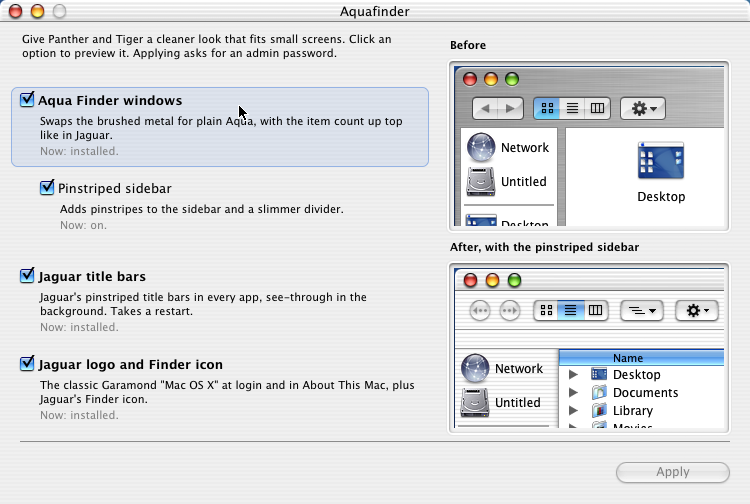 Aquafinder
Give Panther and Tiger a cleaner look that fits small screens. Click an
option to preview it. Applying asks for an admin password.
Aqua Finder windows
Swaps the brushed metal for plain Aqua, with the item count up top
like in Jaguar.
Now: installed.
Pinstriped sidebar
Adds pinstripes to the sidebar and a slimmer divider.
Now: on.
Jaguar title bars
Jaguar's pinstriped title bars in every app, see-through in the
background. Takes a restart.
Now: installed.
Jaguar logo and Finder icon
The classic Garamond "Mac OS X" at login and in About This Mac, plus
Jaguar's Finder icon.
Now: installed.
Before
Network
Untitled
Desktop
Desktop
After, with the pinstriped sidebar
Name
Network
Untitled
Desktop
Documents
Library
Movies
Apply